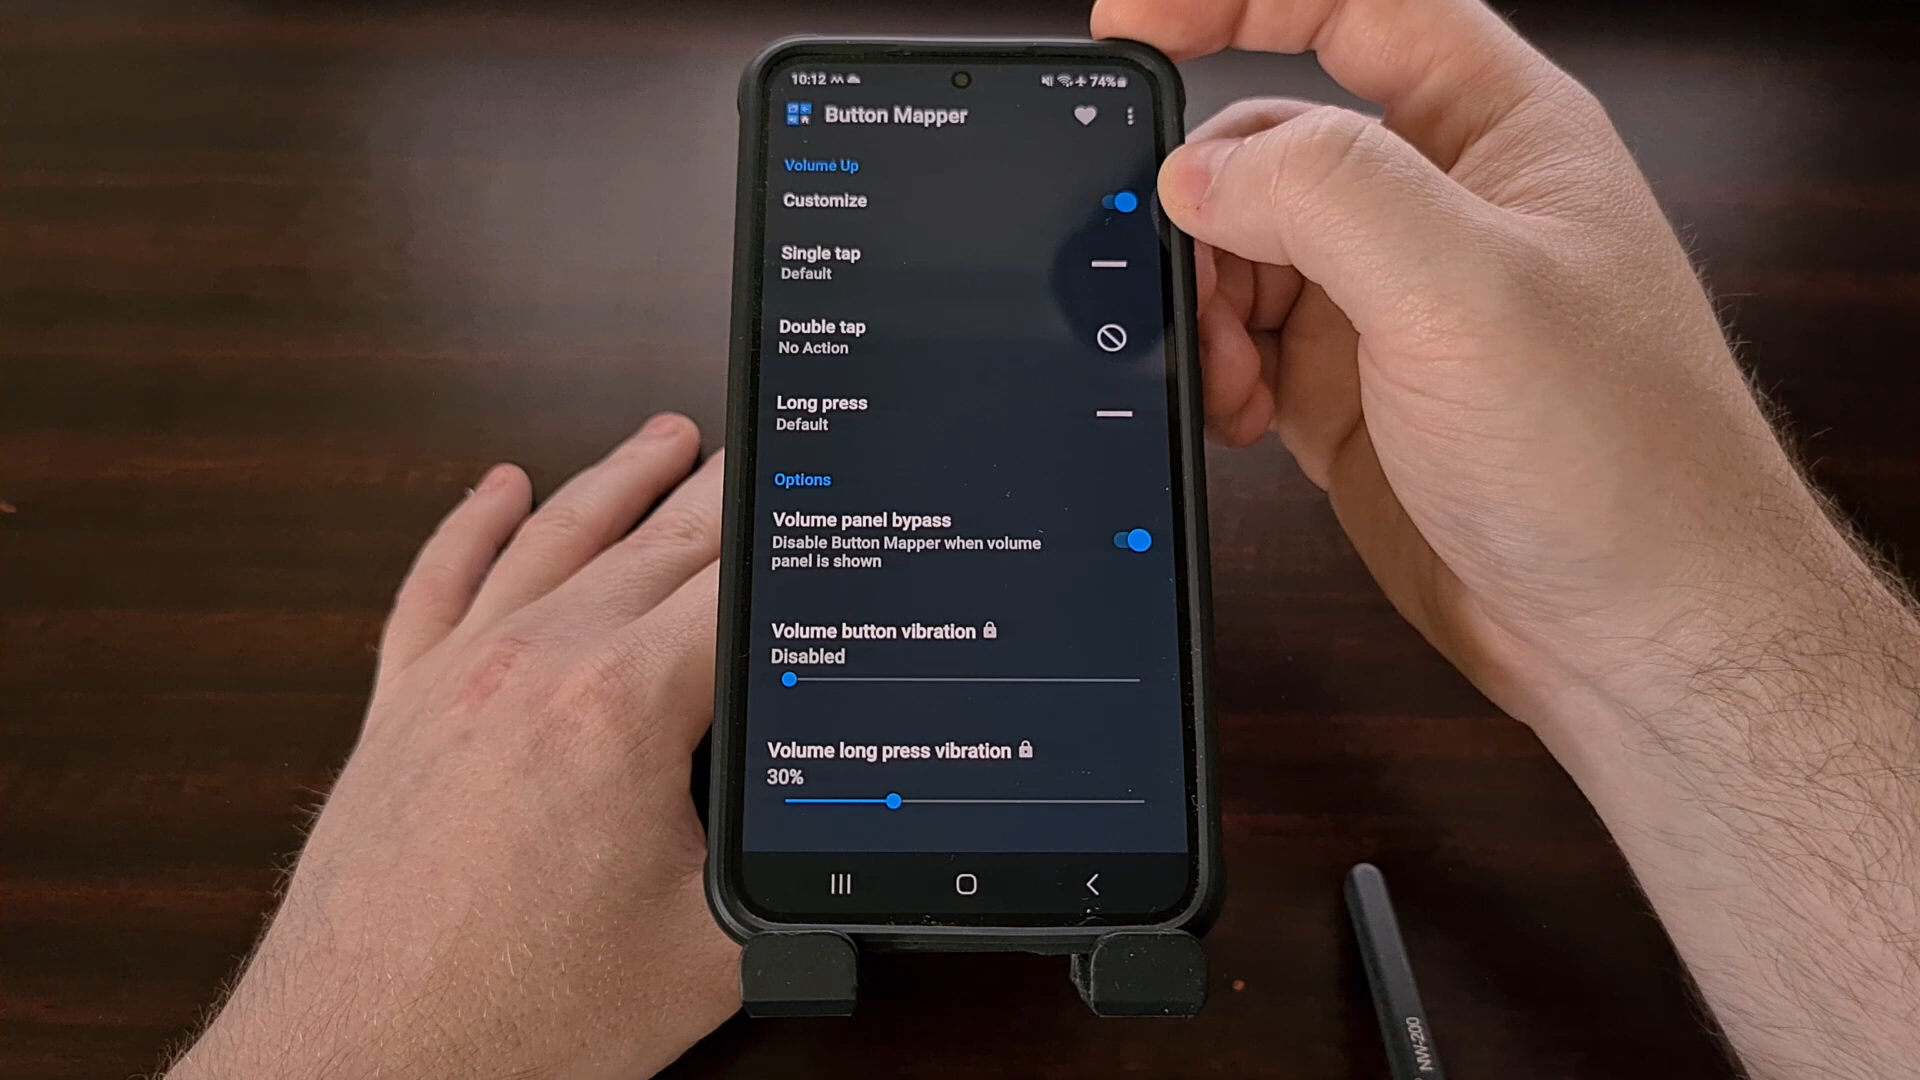 10:12 74%
Button Mapper
Volume Up
Customize
Single tap
Default
Double tap
No Action
Long press
Default
Options
Volume panel bypass
Disable Button Mapper when volume
panel is shown
Volume button vibration
Disabled
Volume long press vibration
30%
NW-200